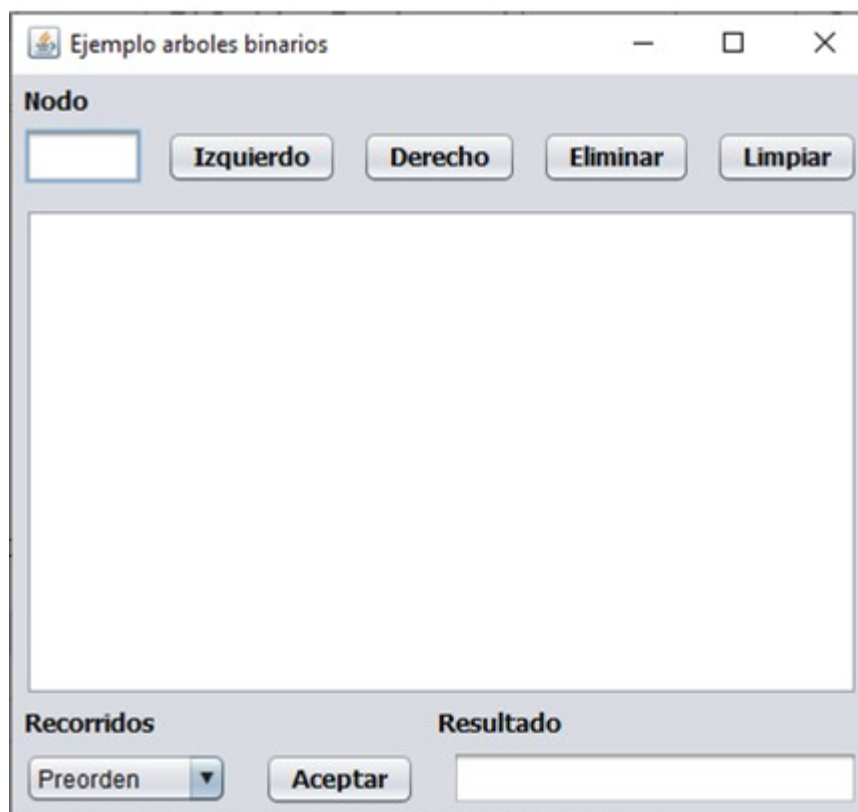 Ejemplo arboles binarios
Nodo
Izquierdo Derecho Eliminar Limpiar
Recorridos Resultado
Preorden Aceptar